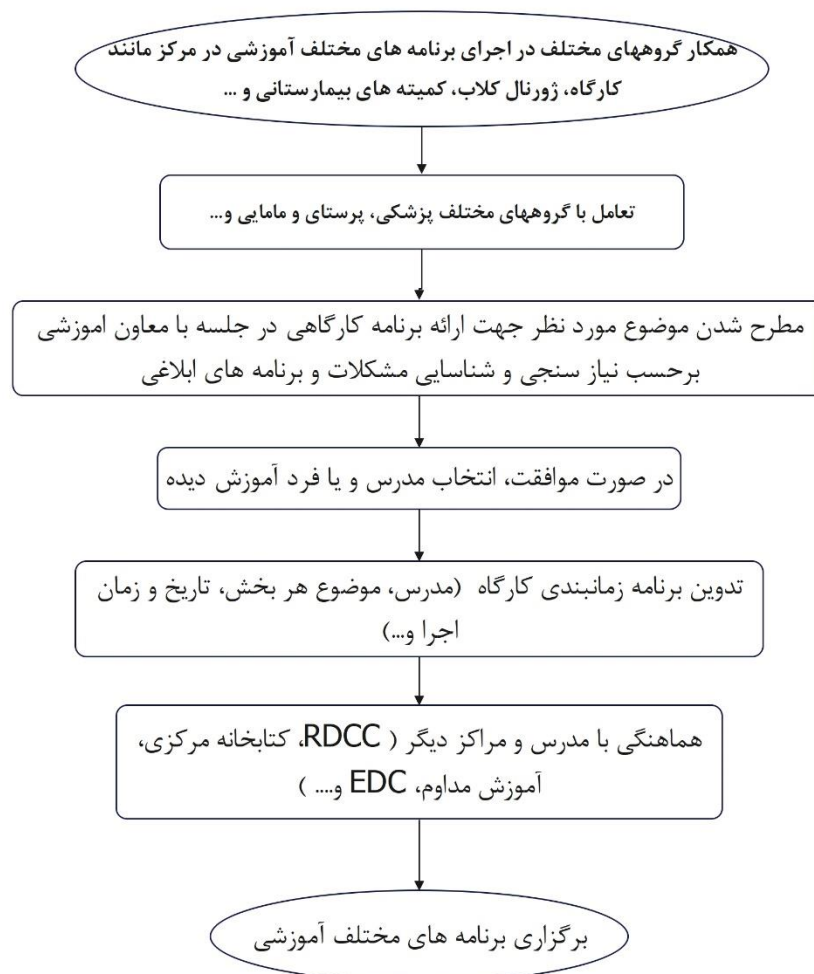 همکار گروههای مختلف در اجرای برنامه های مختلف آموزشی در مرکز مانند
کارگاه، ژورنال کلاب، کمیته های بیمارستانی و ...
تعامل با گروههای مختلف پزشکی، پرستای و مامایی و...
مطرح شدن موضوع مورد نظر جهت ارائه برنامه کارگاهی در جلسه با معاون اموزشی
برحسب نیاز سنجی و شناسایی مشکلات و برنامه های ابلاغی
در صورت موافقت، انتخاب مدرس و یا فرد آموزش دیده
تدوین برنامه زمانبندی کارگاه (مدرس، موضوع هر بخش، تاریخ و زمان
اجرا و...)
هماهنگی با مدرس و مراکز دیگر ( RDCC، کتابخانه مرکزی،
آموزش مداوم، EDC و.... )
برگزاری برنامه های مختلف آموزشی